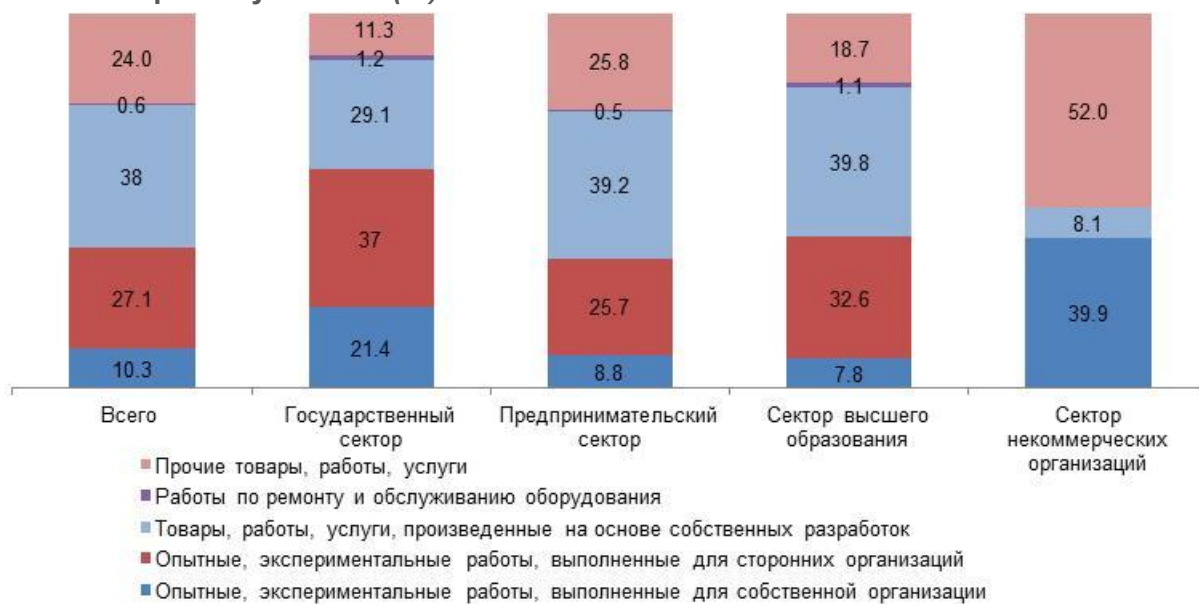 24.0
11.3
25.8
18.7
52.0
0.6
1.2
0.5
1.1
38
29.1
39.2
39.8
8.1
27.1
37
25.7
32.6
10.3
21.4
8.8
7.8
39.9
Всего
Государственный
сектор
Предпринимательский
сектор
Сектор высшего
образования
Сектор
некоммерческих
организаций
Прочие товары, работы, услуги
Работы по ремонту и обслуживанию оборудования
Товары, работы, услуги, произведенные на основе собственных разработок
Опытные, экспериментальные работы, выполненные для сторонних организаций
Опытные, экспериментальные работы, выполненные для собственной организации